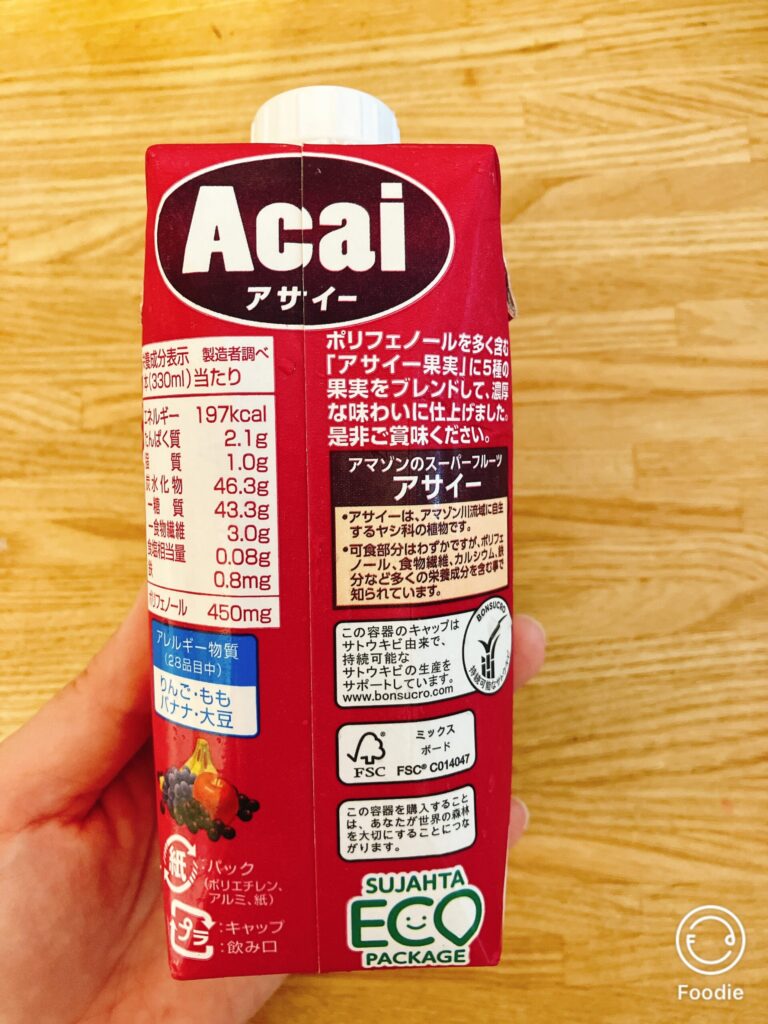 Acai
アサイー
養成分表示 製造者調べ
(330ml)当たり
エネルギー 197kcal
たんぱく質 2.1g
質 1.0g
炭水化物 46.3g
ー糖質 43.3g
ー食物繊維 3.0g
食塩相当量 0.08g
鉄 0.8mg
ポリフェノール 450mg
アレルギー物質
(28品目中)
りんご・もも
バナナ・大豆
紙 :パック
(ポリエチレン、
アルミ、紙)
プラ :キャップ
:飲み口
ポリフェノールを多く含む
「アサイー果実」に5種の
果実をブレンドして、濃厚
な味わいに仕上げました。
是非ご賞味ください。
アマゾンのスーパーフルーツ
アサイー
•アサイーは、アマゾン川流域に自生
するヤシ科の植物です。
•可食部分はわずかですが、ポリフェ
ノール、食物繊維、カルシウム、鉄
分など多くの栄養成分を含む事で
知られています。
この容器のキャップは
サトウキビ由来で、
持続可能な
サトウキビの生産を
サポートしています。
www.bonsucro.com
BONSUCRO
持続可能なサトウキビ
FSC
ミックス
ボード
FSC® C014047
この容器を購入すること
は、あなたが世界の森林
を大切にすることにつな
がります。
SUJAHTA
ECO
PACKAGE
Foodie